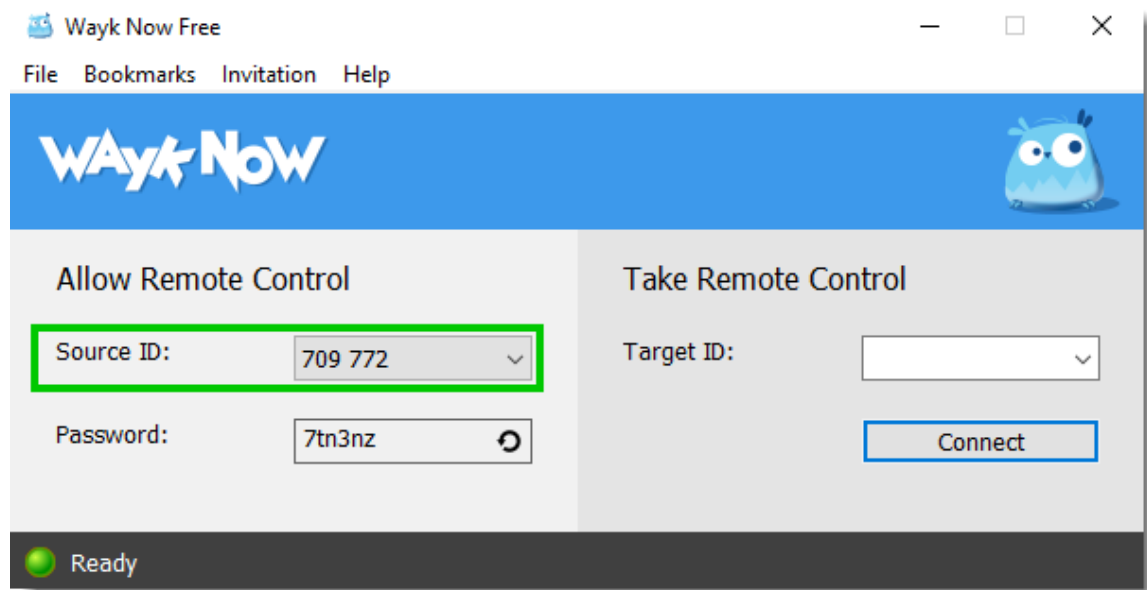 Wayk Now Free
File Bookmarks Invitation Help
WAyk NoW
Allow Remote Control
Source ID: 709 772
Password: 7tn3nz
Take Remote Control
Target ID:
Connect
Ready